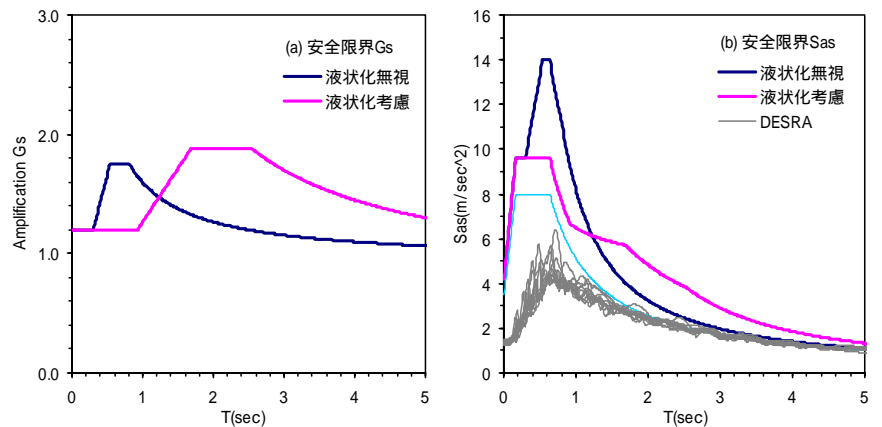 3.0
2.0
1.0
0.0
Amplification Gs
(a) 安全限界Gs
液状化無視
液状化考慮
0 1 2 3 4 5
T(sec)
16
14
12
10
8
6
4
2
0
Sas(m/sec^2)
(b) 安全限界Sas
液状化無視
液状化考慮
DESRA
0 1 2 3 4 5
T(sec)